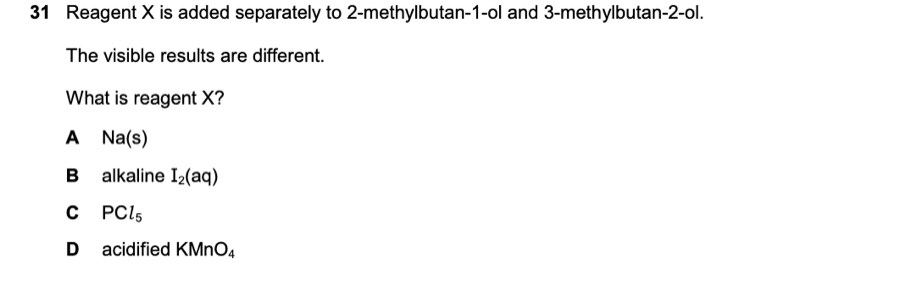 31 Reagent X is added separately to 2-methylbutan-1-ol and 3-methylbutan-2-ol.
The visible results are different.
What is reagent X?
A Na(s)
B alkaline I₂(aq)
C PCl₅
D acidified KMnO₄